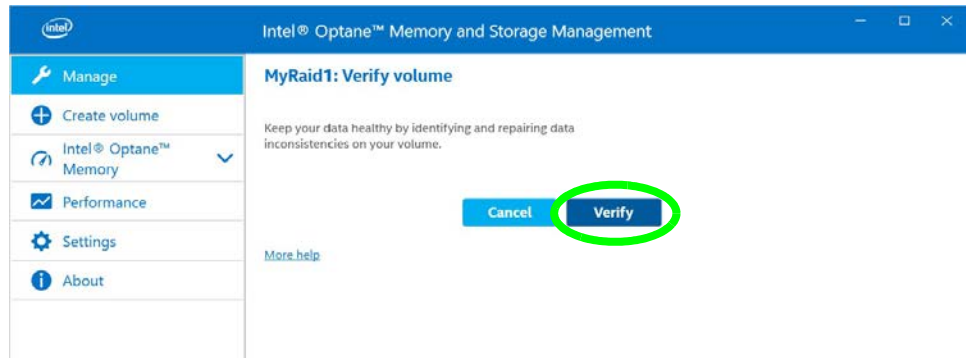 intel
Intel® Optane™ Memory and Storage Management
Manage
Create volume
Intel® Optane™
Memory
Performance
Settings
About
MyRaid1: Verify volume
Keep your data healthy by identifying and repairing data
inconsistencies on your volume.
Cancel
Verify
More help